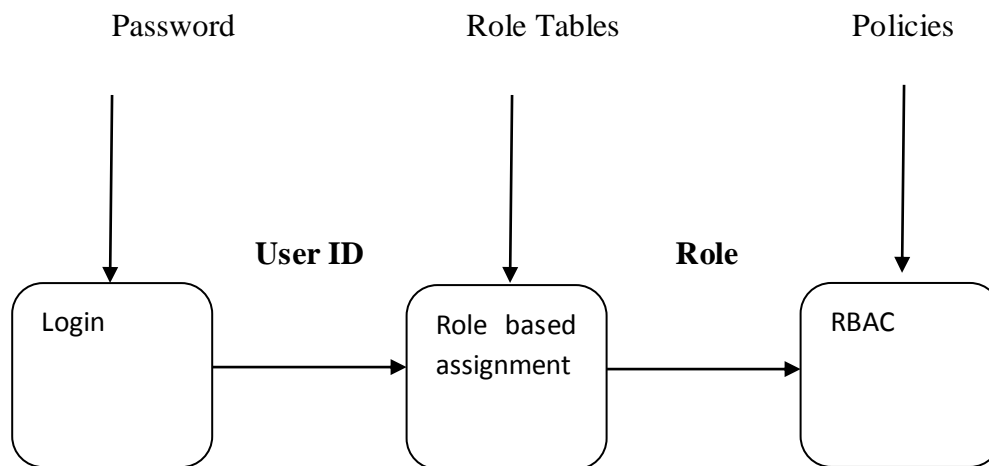 Password
Role Tables
Policies
User ID
Role
Login
Role based
assignment
RBAC